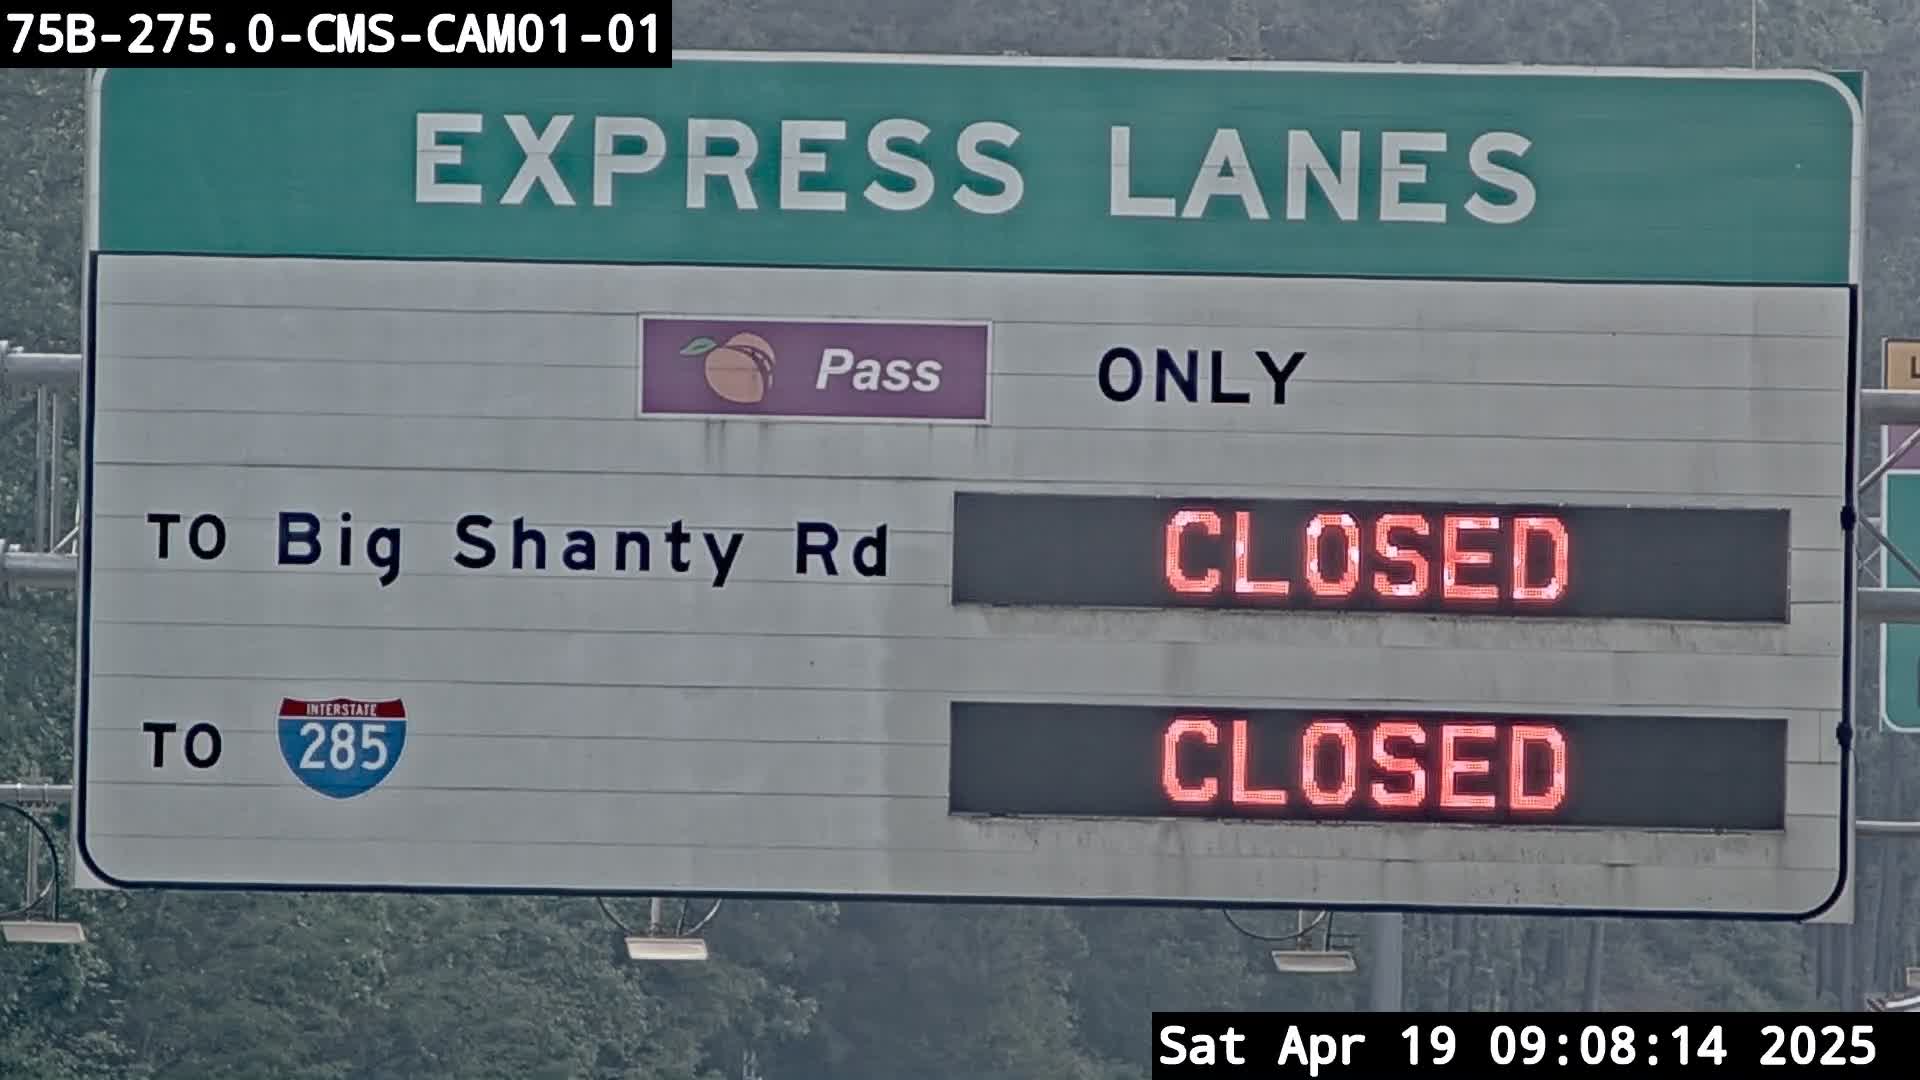 75B-275.0-CMS-CAM01-01
EXPRESS LANES
Pass ONLY
TO Big Shanty Rd CLOSED
INTERSTATE
TO 285 CLOSED
Sat Apr 19 09:08:14 2025